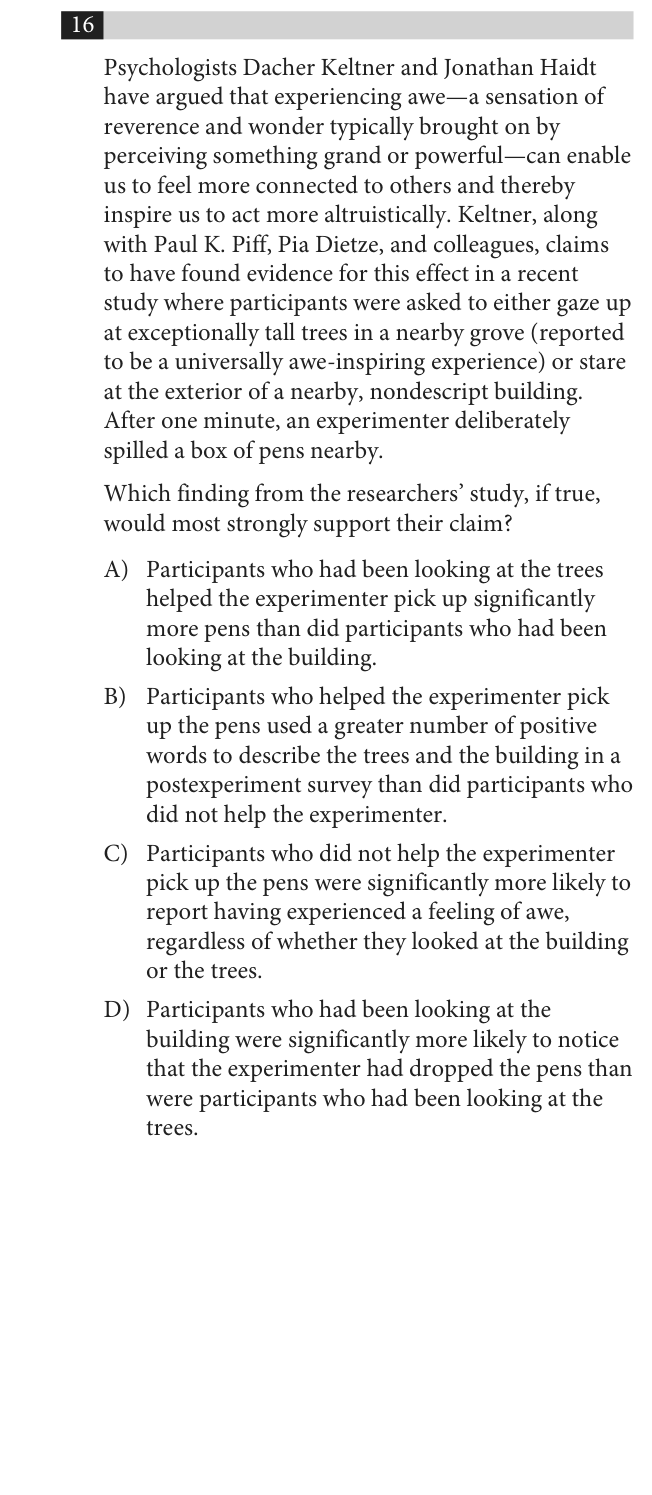 16
Psychologists Dacher Keltner and Jonathan Haidt
have argued that experiencing awe—a sensation of
reverence and wonder typically brought on by
perceiving something grand or powerful—can enable
us to feel more connected to others and thereby
inspire us to act more altruistically. Keltner, along
with Paul K. Piff, Pia Dietze, and colleagues, claims
to have found evidence for this effect in a recent
study where participants were asked to either gaze up
at exceptionally tall trees in a nearby grove (reported
to be a universally awe-inspiring experience) or stare
at the exterior of a nearby, nondescript building.
After one minute, an experimenter deliberately
spilled a box of pens nearby.
Which finding from the researchers’ study, if true,
would most strongly support their claim?
A) Participants who had been looking at the trees
helped the experimenter pick up significantly
more pens than did participants who had been
looking at the building.
B) Participants who helped the experimenter pick
up the pens used a greater number of positive
words to describe the trees and the building in a
postexperiment survey than did participants who
did not help the experimenter.
C) Participants who did not help the experimenter
pick up the pens were significantly more likely to
report having experienced a feeling of awe,
regardless of whether they looked at the building
or the trees.
D) Participants who had been looking at the
building were significantly more likely to notice
that the experimenter had dropped the pens than
were participants who had been looking at the
trees.